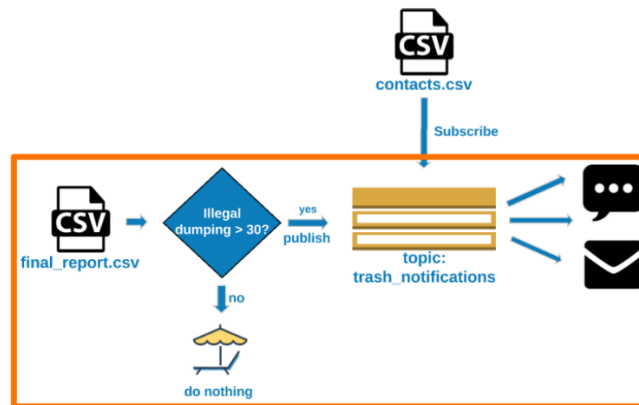 CSV
contacts.csv
Subscribe
CSV
final_report.csv
Illegal
dumping > 30?
yes
publish
topic:
trash_notifications
no
do nothing